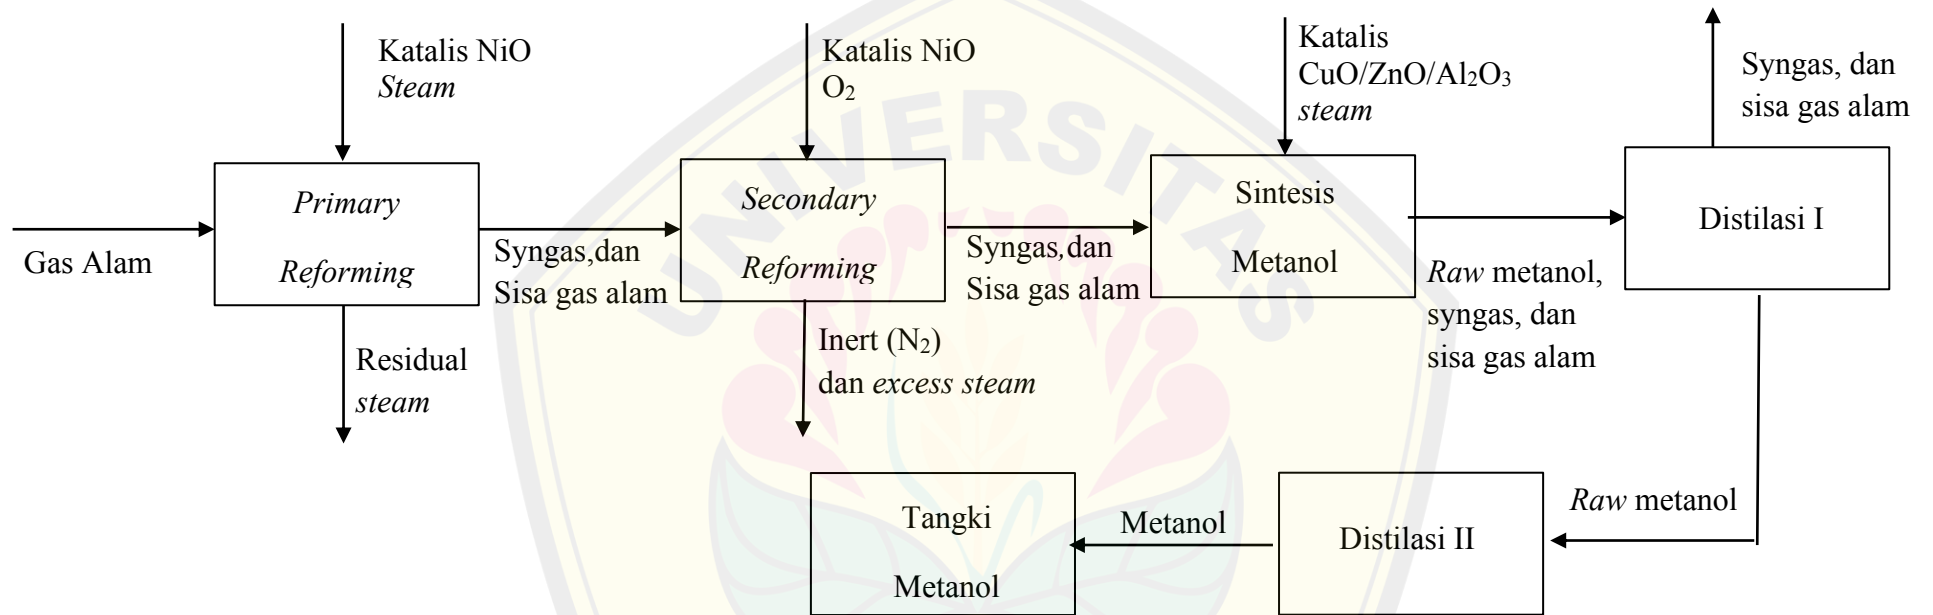 Katalis NiO
Steam
Katalis NiO
O₂
Katalis
CuO/ZnO/Al₂O₃
steam
Syngas, dan
sisa gas alam
UNIVERSITAS
Primary
Reforming
Secondary
Reforming
Sintesis
Metanol
Distilasi I
Gas Alam
Syngas,dan
Sisa gas alam
Syngas,dan
Sisa gas alam
Raw metanol,
syngas, dan
sisa gas alam
Residual
steam
Inert (N₂)
dan excess steam
Tangki
Metanol
Metanol
Distilasi II
Raw metanol